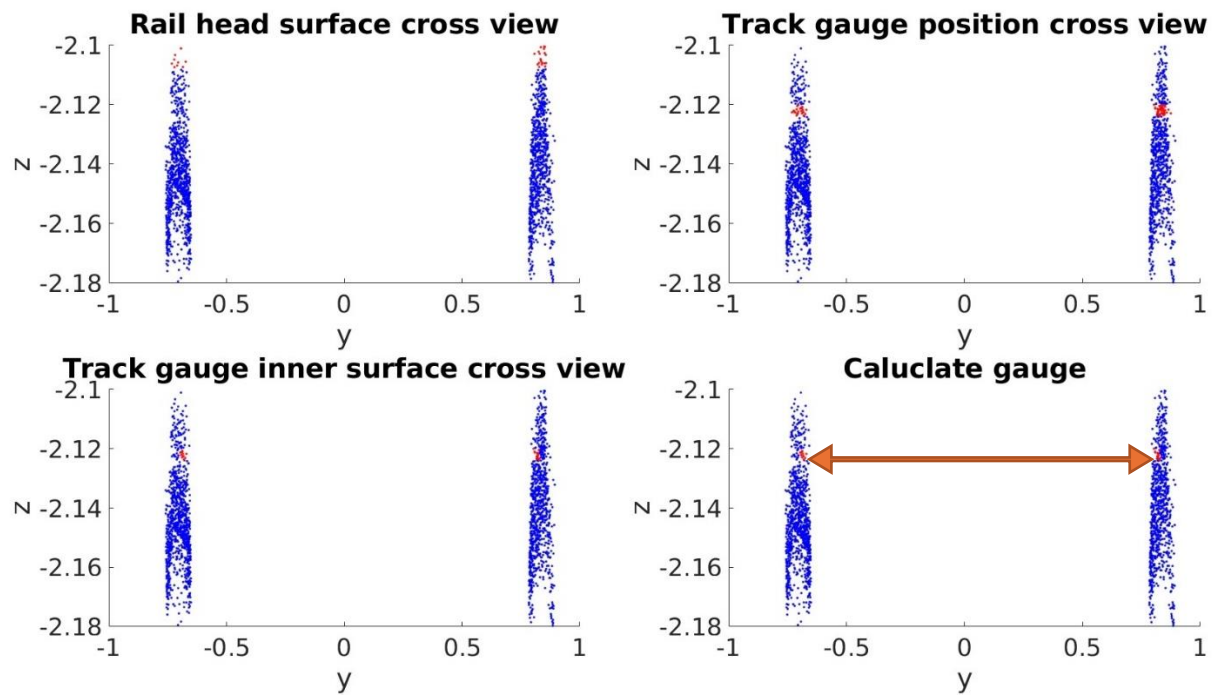 Rail head surface cross view
-2.1
-2.12
-2.14
-2.16
-2.18
z
-1 -0.5 0 0.5 1
y
Track gauge position cross view
-2.1
-2.12
-2.14
-2.16
-2.18
z
-1 -0.5 0 0.5 1
y
Track gauge inner surface cross view
-2.1
-2.12
-2.14
-2.16
-2.18
z
-1 -0.5 0 0.5 1
y
Caluclate gauge
-2.1
-2.12
-2.14
-2.16
-2.18
z
-1 -0.5 0 0.5 1
y